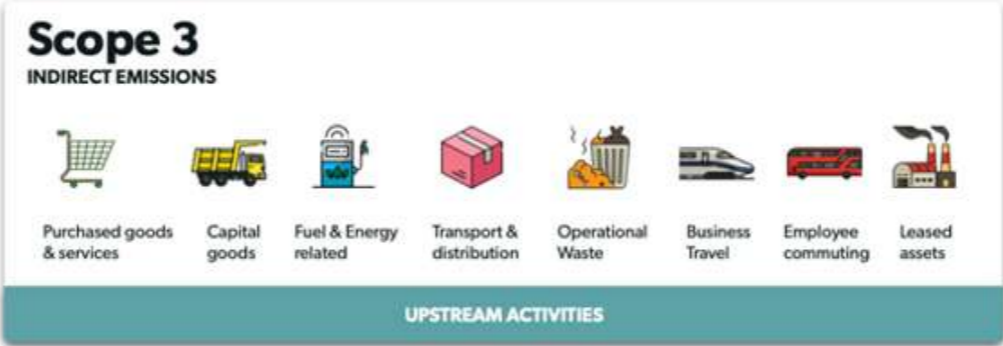 Scope 3
INDIRECT EMISSIONS
Purchased goods
& services
Capital
goods
Fuel & Energy
related
Transport &
distribution
Operational
Waste
Business
Travel
Employee
commuting
Leased
assets
UPSTREAM ACTIVITIES